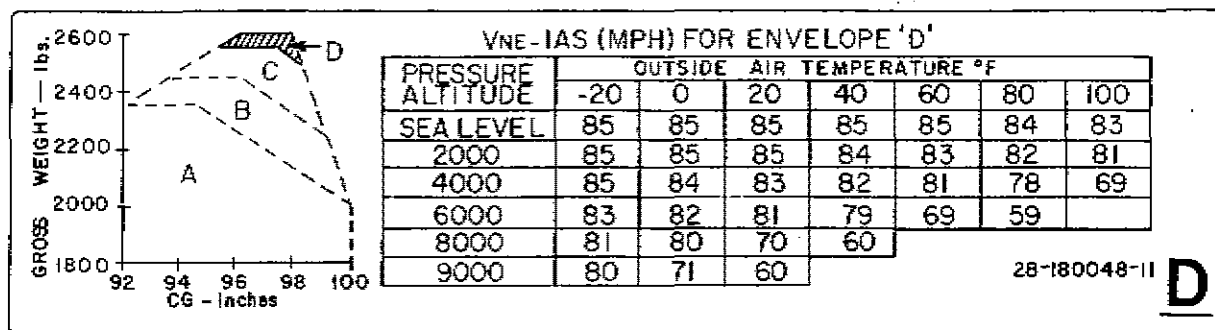 VNE-IAS (MPH) FOR ENVELOPE 'D'
PRESSURE ALTITUDE
OUTSIDE AIR TEMPERATURE °F
-20 0 20 40 60 80 100
SEA LEVEL 85 85 85 85 85 84 83
2000 85 85 85 84 83 82 81
4000 85 84 83 82 81 78 69
6000 83 82 81 79 69 59
8000 81 80 70 60
9000 80 71 60
28-180048-11
D
GROSS WEIGHT — lbs.
2600
2400
2200
2000
1800
92 94 96 98 100
CG - Inches
A
B
C
D